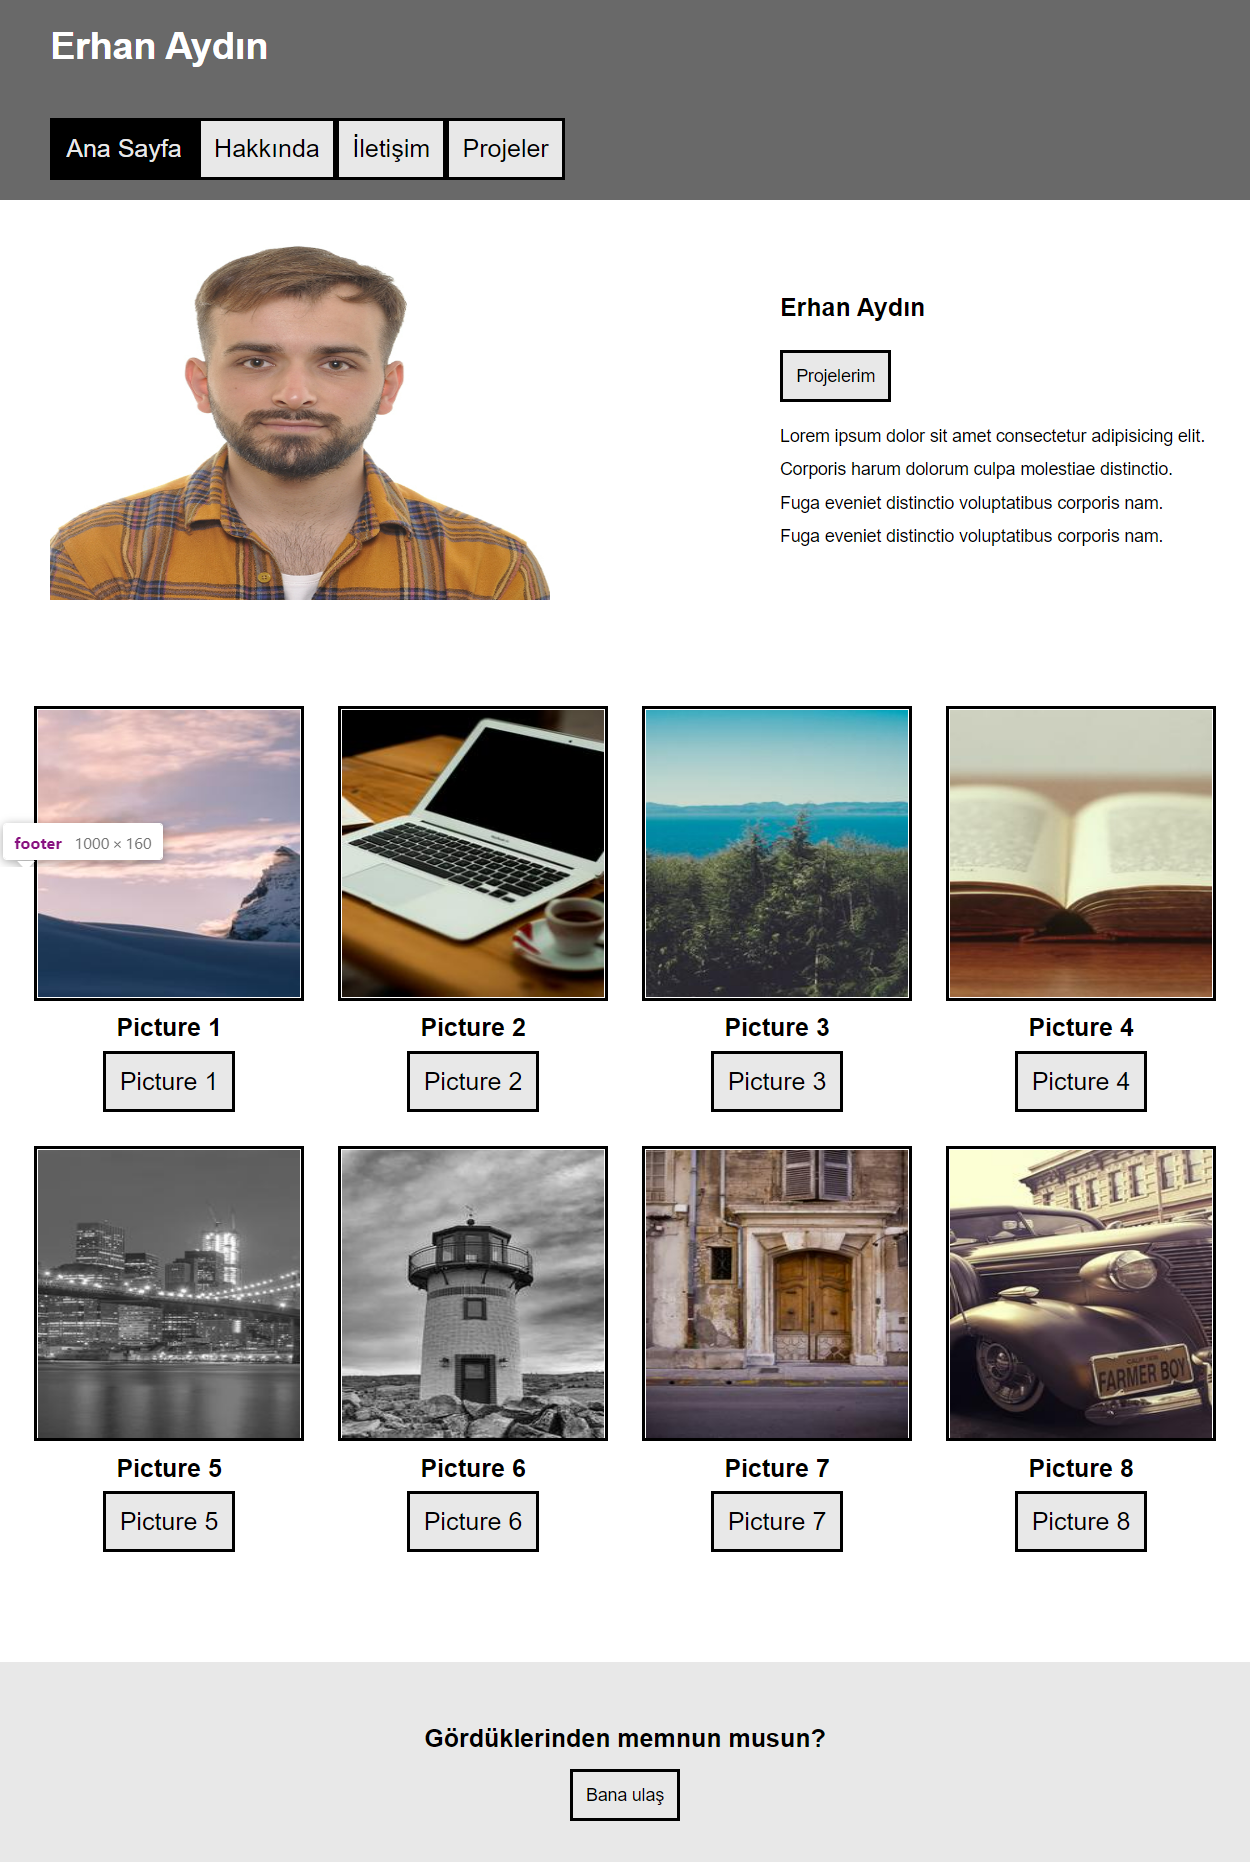 Erhan Aydın
Ana Sayfa Hakkında İletişim Projeler
Erhan Aydın
Projelerim
Lorem ipsum dolor sit amet consectetur adipisicing elit.
Corporis harum dolorum culpa molestiae distinctio.
Fuga eveniet distinctio voluptatibus corporis nam.
Fuga eveniet distinctio voluptatibus corporis nam.
footer 1000 × 160
Picture 1 Picture 2 Picture 3 Picture 4
Picture 1 Picture 2 Picture 3 Picture 4
FARMER BOY
Picture 5 Picture 6 Picture 7 Picture 8
Picture 5 Picture 6 Picture 7 Picture 8
Gördüklerinden memnun musun?
Bana ulaş